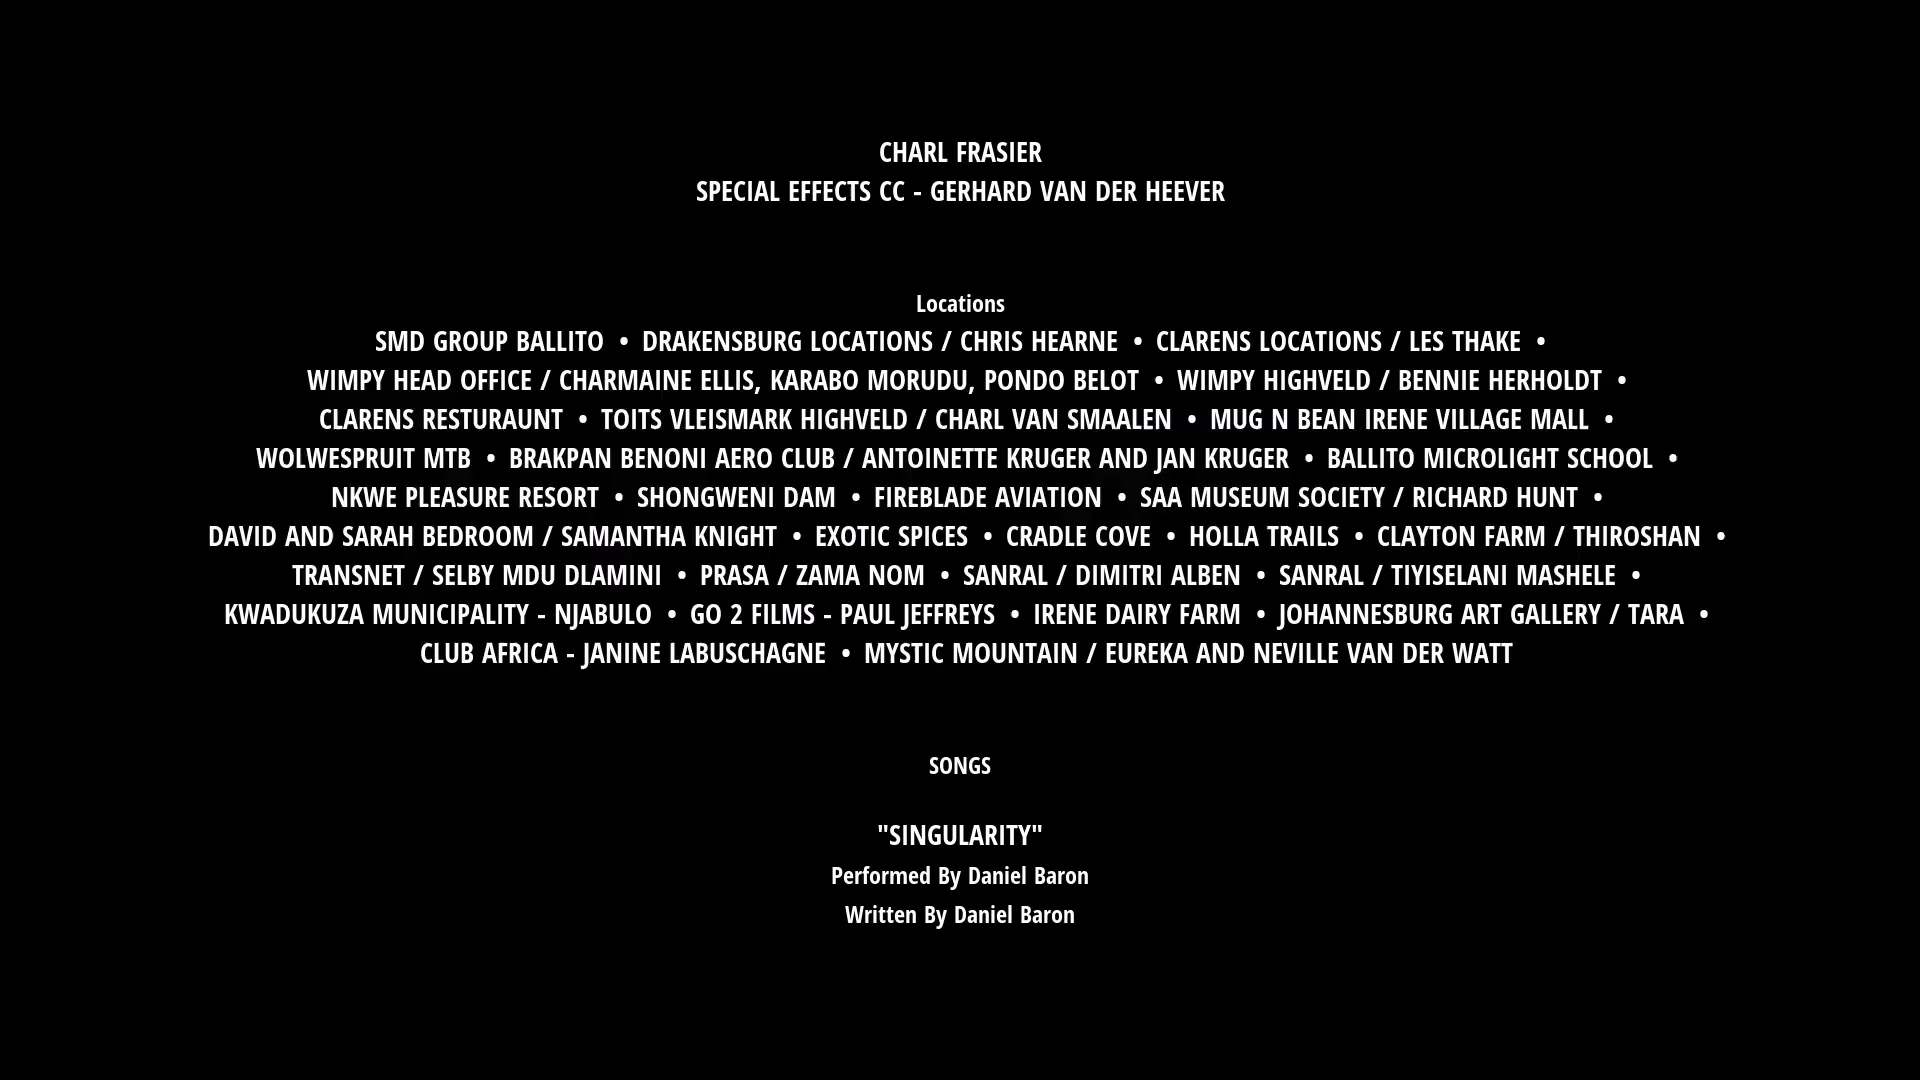 CHARL FRASIER
SPECIAL EFFECTS CC - GERHARD VAN DER HEEVER
Locations
SMD GROUP BALLITO • DRAKENSBURG LOCATIONS / CHRIS HEARNE • CLARENS LOCATIONS / LES THAKE •
WIMPY HEAD OFFICE / CHARMAINE ELLIS, KARABO MORUDU, PONDO BELOT • WIMPY HIGHVELD / BENNIE HERHOLDT •
CLARENS RESTURAUNT • TOITS VLEISMARK HIGHVELD / CHARL VAN SMAALEN • MUG N BEAN IRENE VILLAGE MALL •
WOLWESPRUIT MTB • BRAKPAN BENONI AERO CLUB / ANTOINETTE KRUGER AND JAN KRUGER • BALLITO MICROLIGHT SCHOOL •
NKWE PLEASURE RESORT • SHONGWENI DAM • FIREBLADE AVIATION • SAA MUSEUM SOCIETY / RICHARD HUNT •
DAVID AND SARAH BEDROOM / SAMANTHA KNIGHT • EXOTIC SPICES • CRADLE COVE • HOLLA TRAILS • CLAYTON FARM / THIROSHAN •
TRANSNET / SELBY MDU DLAMINI • PRASA / ZAMA NOM • SANRAL / DIMITRI ALBEN • SANRAL / TIYISELANI MASHELE •
KWADUKUZA MUNICIPALITY - NJABULO • GO 2 FILMS - PAUL JEFFREYS • IRENE DAIRY FARM • JOHANNESBURG ART GALLERY / TARA •
CLUB AFRICA - JANINE LABUSCHAGNE • MYSTIC MOUNTAIN / EUREKA AND NEVILLE VAN DER WATT
SONGS
"SINGULARITY"
Performed By Daniel Baron
Written By Daniel Baron